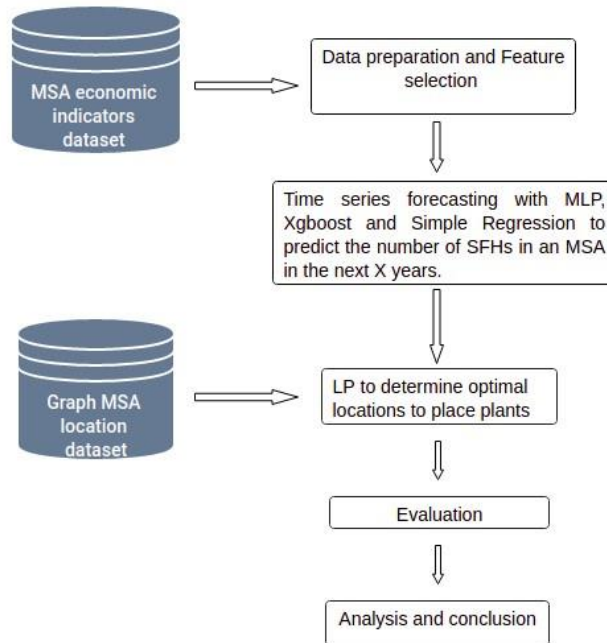 MSA economic
indicators
dataset
Data preparation and Feature
selection
Time series forecasting with MLP,
Xgboost and Simple Regression to
predict the number of SFHs in an MSA
in the next X years.
Graph MSA
location
dataset
LP to determine optimal
locations to place plants
Evaluation
Analysis and conclusion